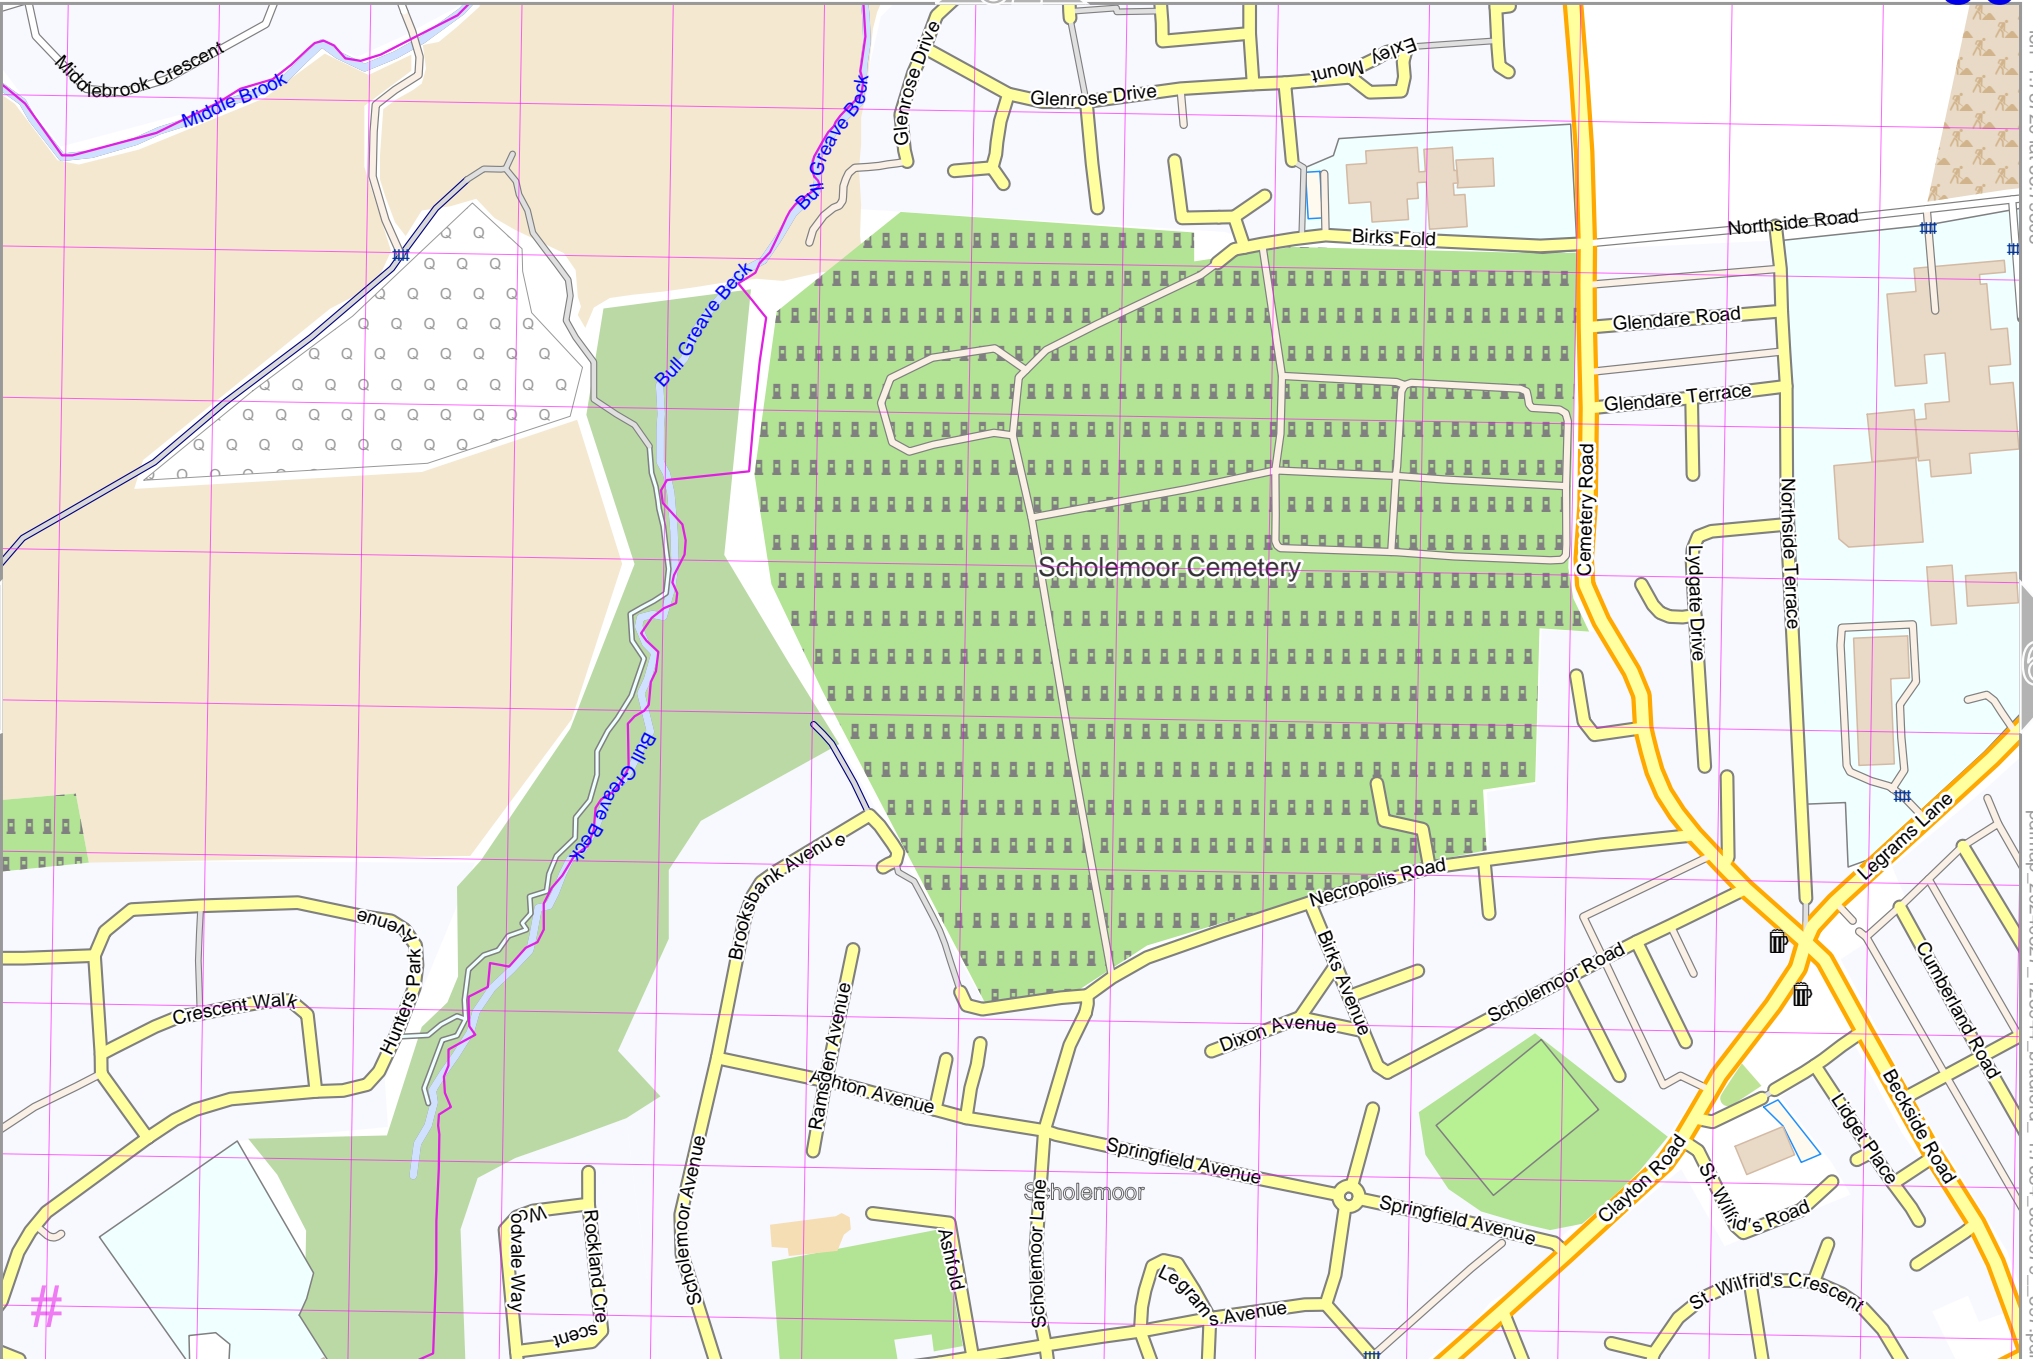 Middlebrook Crescent
Middle Brook
Bull Greave Beck
Glenrose Drive
Glenrose Drive
Mount Exley
Birks Fold
Northside Road
Bull Greave Beck
Glendare Road
Glendare Terrace
Cemetery Road
Northside Terrace
Lydgate Drive
Scholemoor Cemetery
Bull Greave Beck
Legrams Lane
Brooksbank Avenue
Necropolis Road
Hunters Park Avenue
Crescent Walk
Birks Avenue
Scholemoor Road
Cumberland Road
Ramsden Avenue
Dixon Avenue
Ashton Avenue
Beckside Road
Lidget Place
Springfield Avenue
Scholemoor Avenue
Scholemoor
Scholemoor Lane
Clayton Road
St. Wilfrid's Road
Springfield Avenue
Woodvale Way
Rockland Crescent
Ashfold
Legrams Avenue
St. Wilfrid's Crescent
#